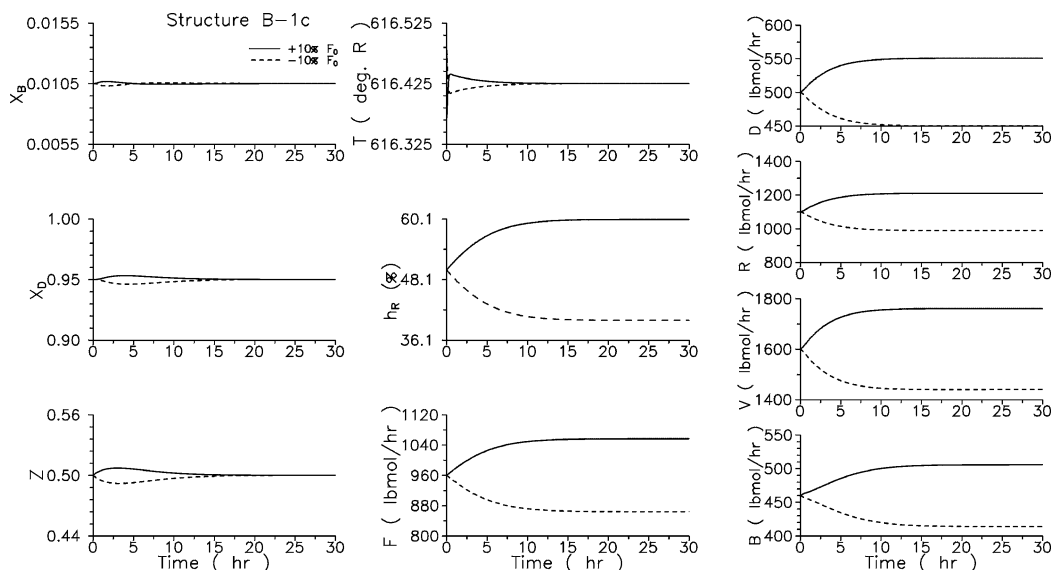 Structure B-1c
+10% F₀
-10% F₀
0.0155
0.0105
0.0055
X_B
0 5 10 15 20 25 30
1.00
0.95
0.90
X_D
0 5 10 15 20 25 30
0.56
0.50
0.44
Z
0 5 10 15 20 25 30
Time ( hr )
616.525
616.425
616.325
T ( deg. R )
0 5 10 15 20 25 30
60.1
48.1
36.1
h_R (%)
0 5 10 15 20 25 30
1120
1040
960
880
800
F ( lbmol/hr )
0 5 10 15 20 25 30
Time ( hr )
600
550
500
450
D ( lbmol/hr )
0 5 10 15 20 25 30
1400
1200
1000
800
R ( lbmol/hr )
0 5 10 15 20 25 30
1800
1600
1400
V ( lbmol/hr )
0 5 10 15 20 25 30
550
500
450
400
B ( lbmol/hr )
0 5 10 15 20 25 30
Time ( hr )